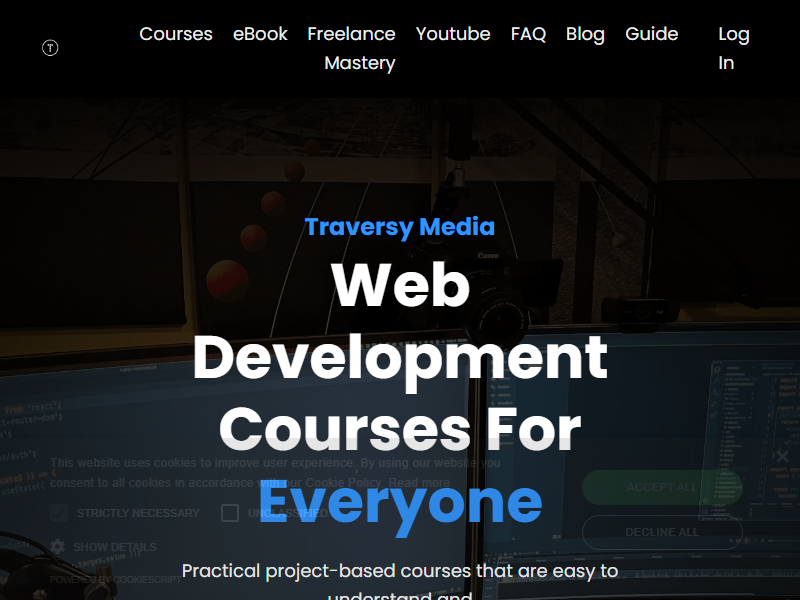 Courses eBook Freelance Mastery Youtube FAQ Blog Guide Log In
Traversy Media
Web
Development
Courses For
Everyone
This website uses cookies to improve user experience. By using our website you
consent to all cookies in accordance with our Cookie Policy. Read more
ACCEPT ALL
STRICTLY NECESSARY
UNCLASSIFIED
DECLINE ALL
SHOW DETAILS
POWERED BY COOKIESCRIPT
Practical project-based courses that are easy to
understand and